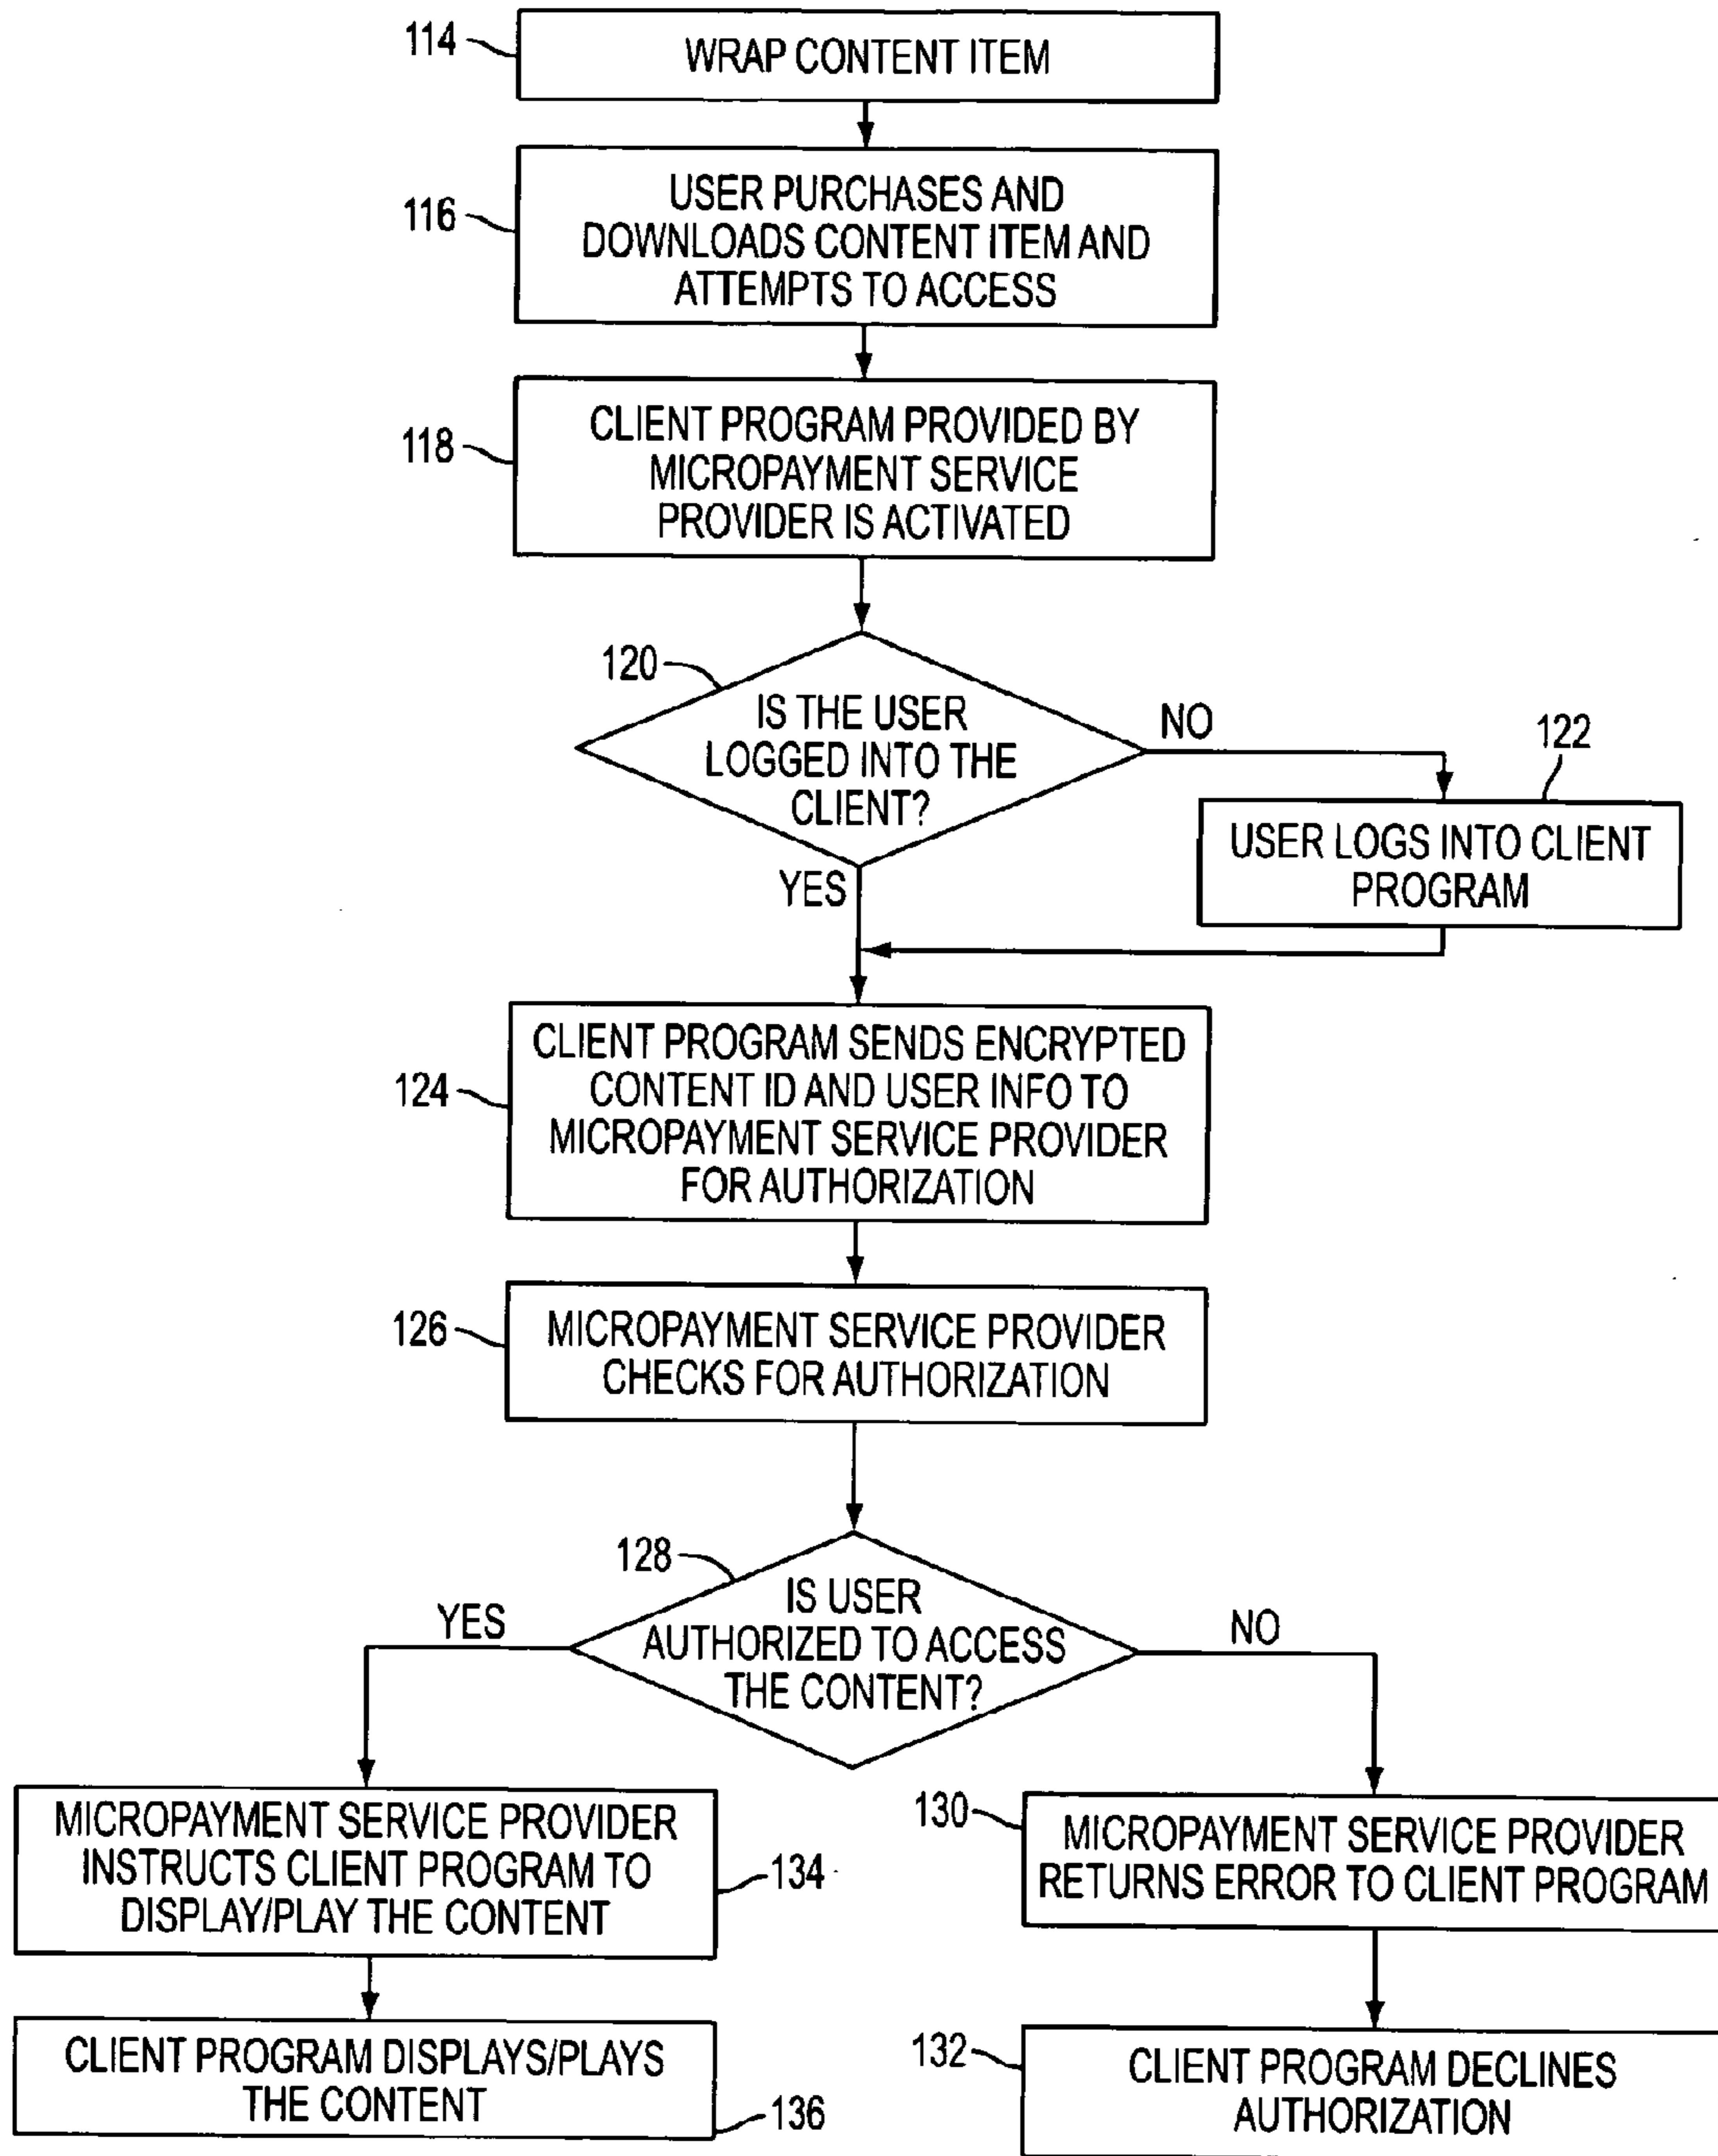 114
WRAP CONTENT ITEM
116
USER PURCHASES AND
DOWNLOADS CONTENT ITEM AND
ATTEMPTS TO ACCESS
118
CLIENT PROGRAM PROVIDED BY
MICROPAYMENT SERVICE
PROVIDER IS ACTIVATED
120
IS THE USER
LOGGED INTO THE
CLIENT?
NO
122
USER LOGS INTO CLIENT
PROGRAM
YES
124
CLIENT PROGRAM SENDS ENCRYPTED
CONTENT ID AND USER INFO TO
MICROPAYMENT SERVICE PROVIDER
FOR AUTHORIZATION
126
MICROPAYMENT SERVICE PROVIDER
CHECKS FOR AUTHORIZATION
128
IS USER
AUTHORIZED TO ACCESS
THE CONTENT?
YES
NO
MICROPAYMENT SERVICE PROVIDER
INSTRUCTS CLIENT PROGRAM TO
DISPLAY/PLAY THE CONTENT
134
130
MICROPAYMENT SERVICE PROVIDER
RETURNS ERROR TO CLIENT PROGRAM
CLIENT PROGRAM DISPLAYS/PLAYS
THE CONTENT
136
132
CLIENT PROGRAM DECLINES
AUTHORIZATION